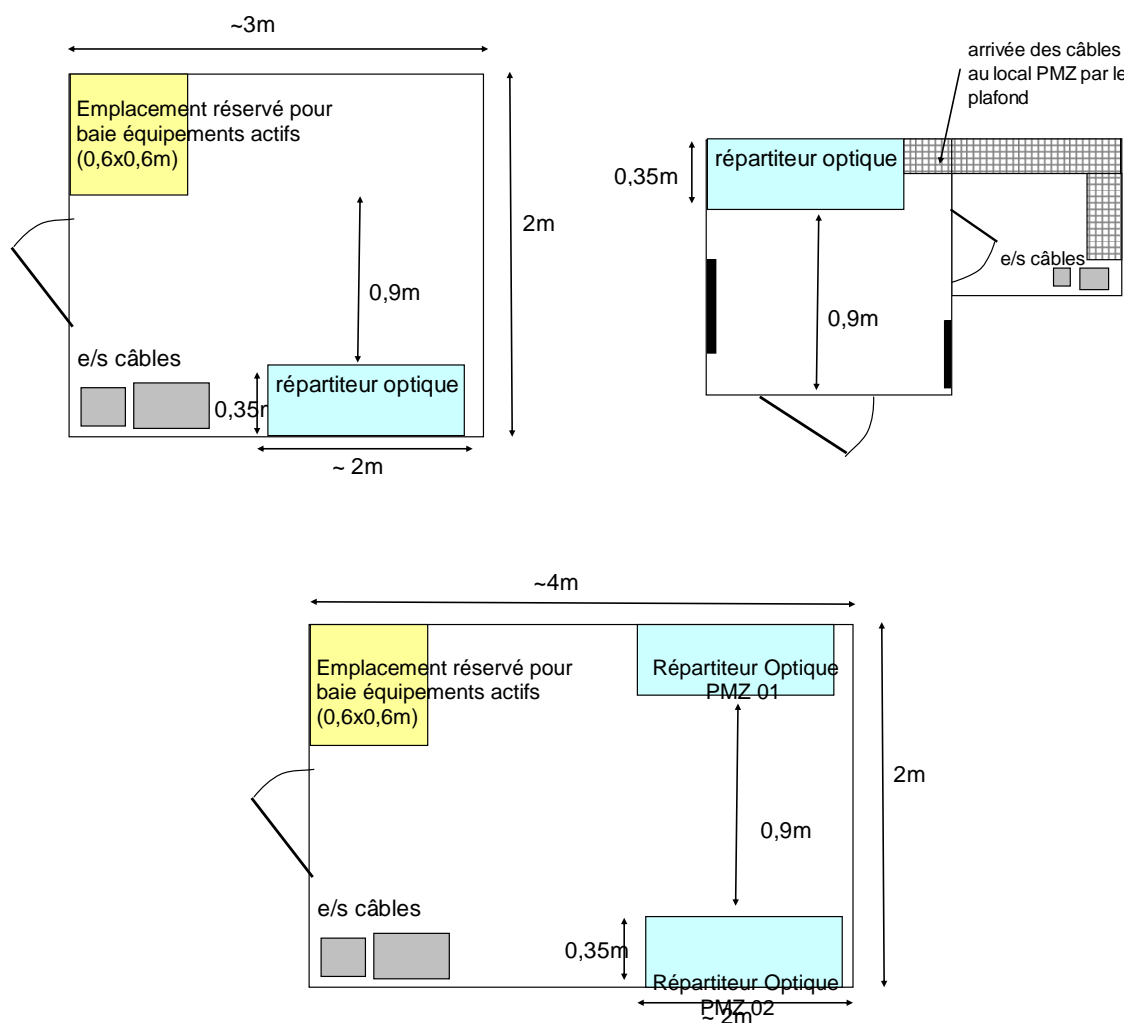 ~3m
Emplacement réservé pour
baie équipements actifs
(0,6x0,6m)
2m
0,9m
e/s câbles
0,35m
répartiteur optique
~ 2m
arrivée des câbles
au local PMZ par le
plafond
répartiteur optique
0,35m
e/s câbles
0,9m
~4m
Emplacement réservé pour
baie équipements actifs
(0,6x0,6m)
Répartiteur Optique
PMZ 01
2m
0,9m
e/s câbles
0,35m
Répartiteur Optique
PMZ 02
~ 2m